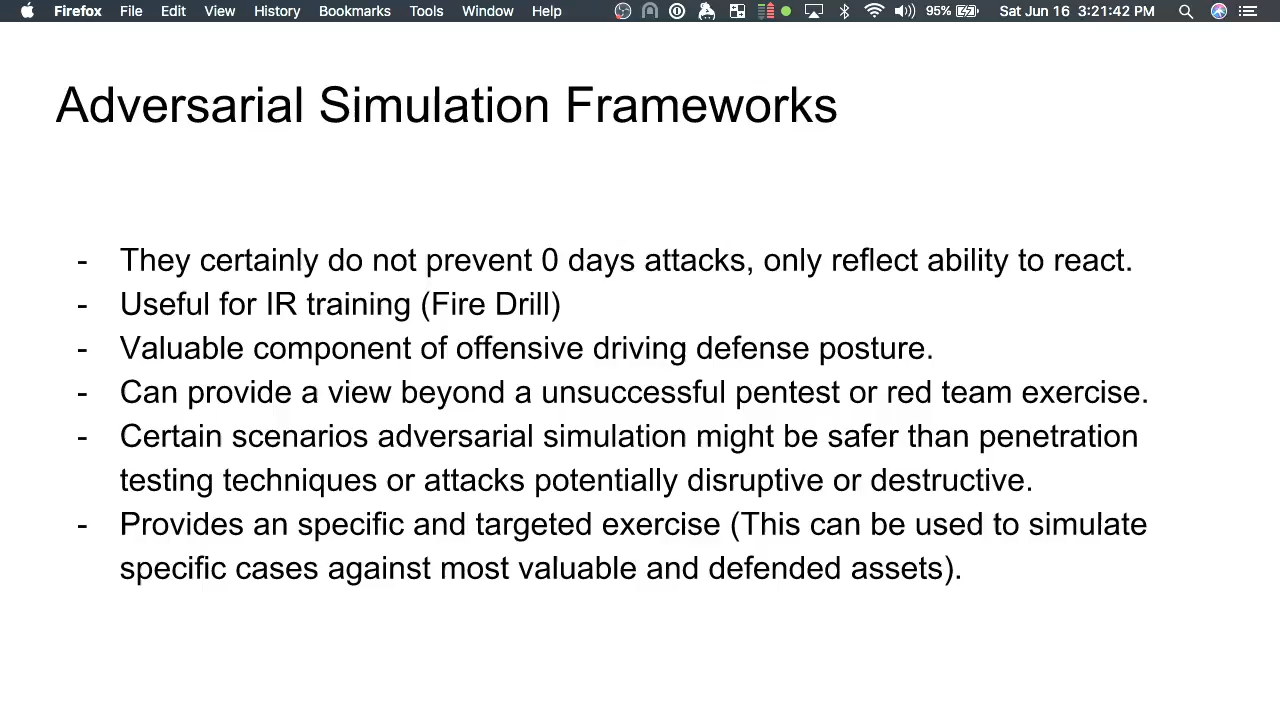 Firefox File Edit View History Bookmarks Tools Window Help 95% Sat Jun 16 3:21:42 PM
Adversarial Simulation Frameworks
- They certainly do not prevent 0 days attacks, only reflect ability to react.
- Useful for IR training (Fire Drill)
- Valuable component of offensive driving defense posture.
- Can provide a view beyond a unsuccessful pentest or red team exercise.
- Certain scenarios adversarial simulation might be safer than penetration
testing techniques or attacks potentially disruptive or destructive.
- Provides an specific and targeted exercise (This can be used to simulate
specific cases against most valuable and defended assets).